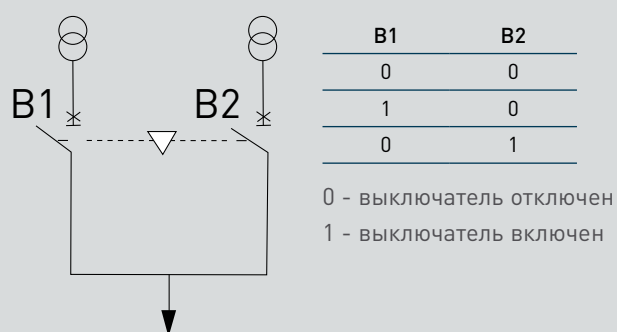 B1 B2
B1 B2
0 0
1 0
0 1
0 - выключатель отключен
1 - выключатель включен